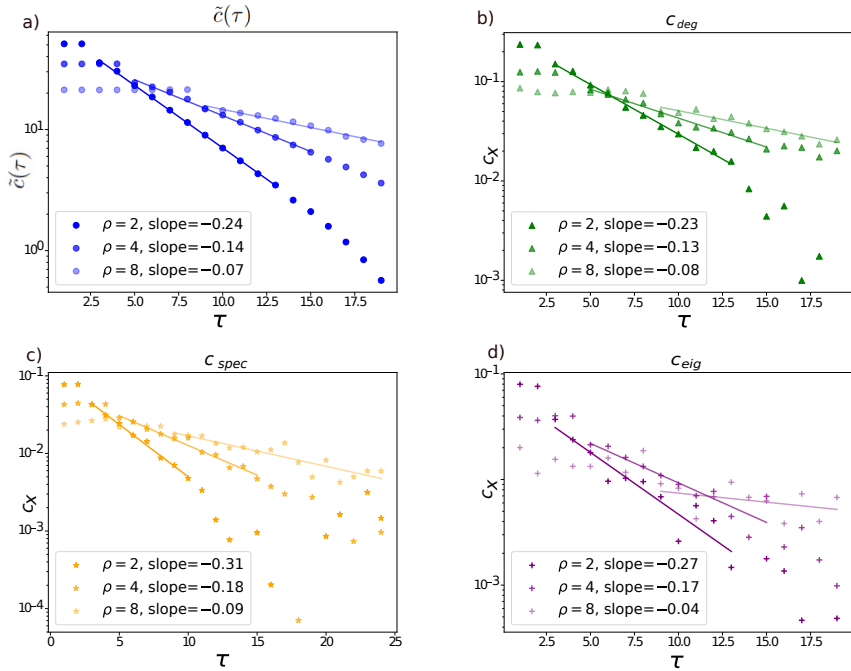 a)
c̃(τ)
c̃(τ)
10¹
10⁰
ρ = 2, slope=−0.24
ρ = 4, slope=−0.14
ρ = 8, slope=−0.07
2.5 5.0 7.5 10.0 12.5 15.0 17.5
τ
b)
c_deg
c_X
10⁻¹
10⁻²
10⁻³
ρ = 2, slope=−0.23
ρ = 4, slope=−0.13
ρ = 8, slope=−0.08
2.5 5.0 7.5 10.0 12.5 15.0 17.5
τ
c)
c_spec
c_X
10⁻¹
10⁻²
10⁻³
10⁻⁴
ρ = 2, slope=−0.31
ρ = 4, slope=−0.18
ρ = 8, slope=−0.09
0 5 10 15 20 25
τ
d)
c_eig
c_X
10⁻¹
10⁻²
10⁻³
ρ = 2, slope=−0.27
ρ = 4, slope=−0.17
ρ = 8, slope=−0.04
2.5 5.0 7.5 10.0 12.5 15.0 17.5
τ